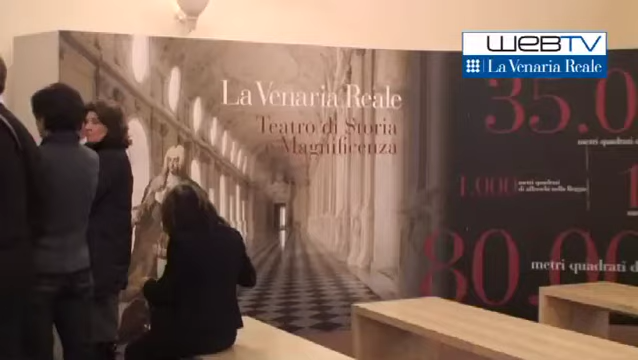 WEBTV
La Venaria Reale
La Venaria Reale
Teatro di Storia
e Magnificenza
35.0
metri quadrati d
1.000 metri quadrati
di affreschi nella Reggia
1
80.00
metri quadrati d